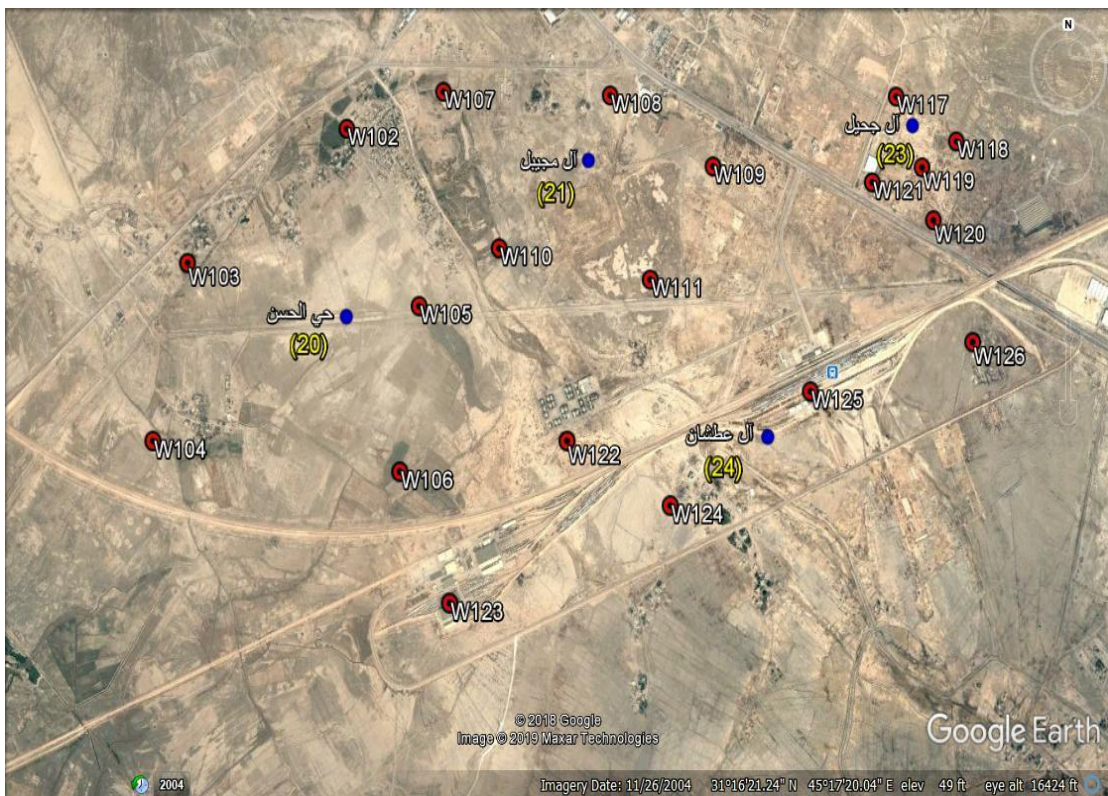 N
W107
W108
W117
W102
آل جحيل
W118
آل مجيبل
(23)
(21)
W109
W119
W121
W120
W110
W103
W111
W105
حي الحسن
(20)
W126
W125
آل عطشان
W104
W122
(24)
W106
W124
W123
© 2018 Google
Image © 2019 Maxar Technologies
Google Earth
2004
Imagery Date: 11/26/2004 31°16'21.24" N 45°17'20.04" E elev 49 ft eye alt 16424 ft